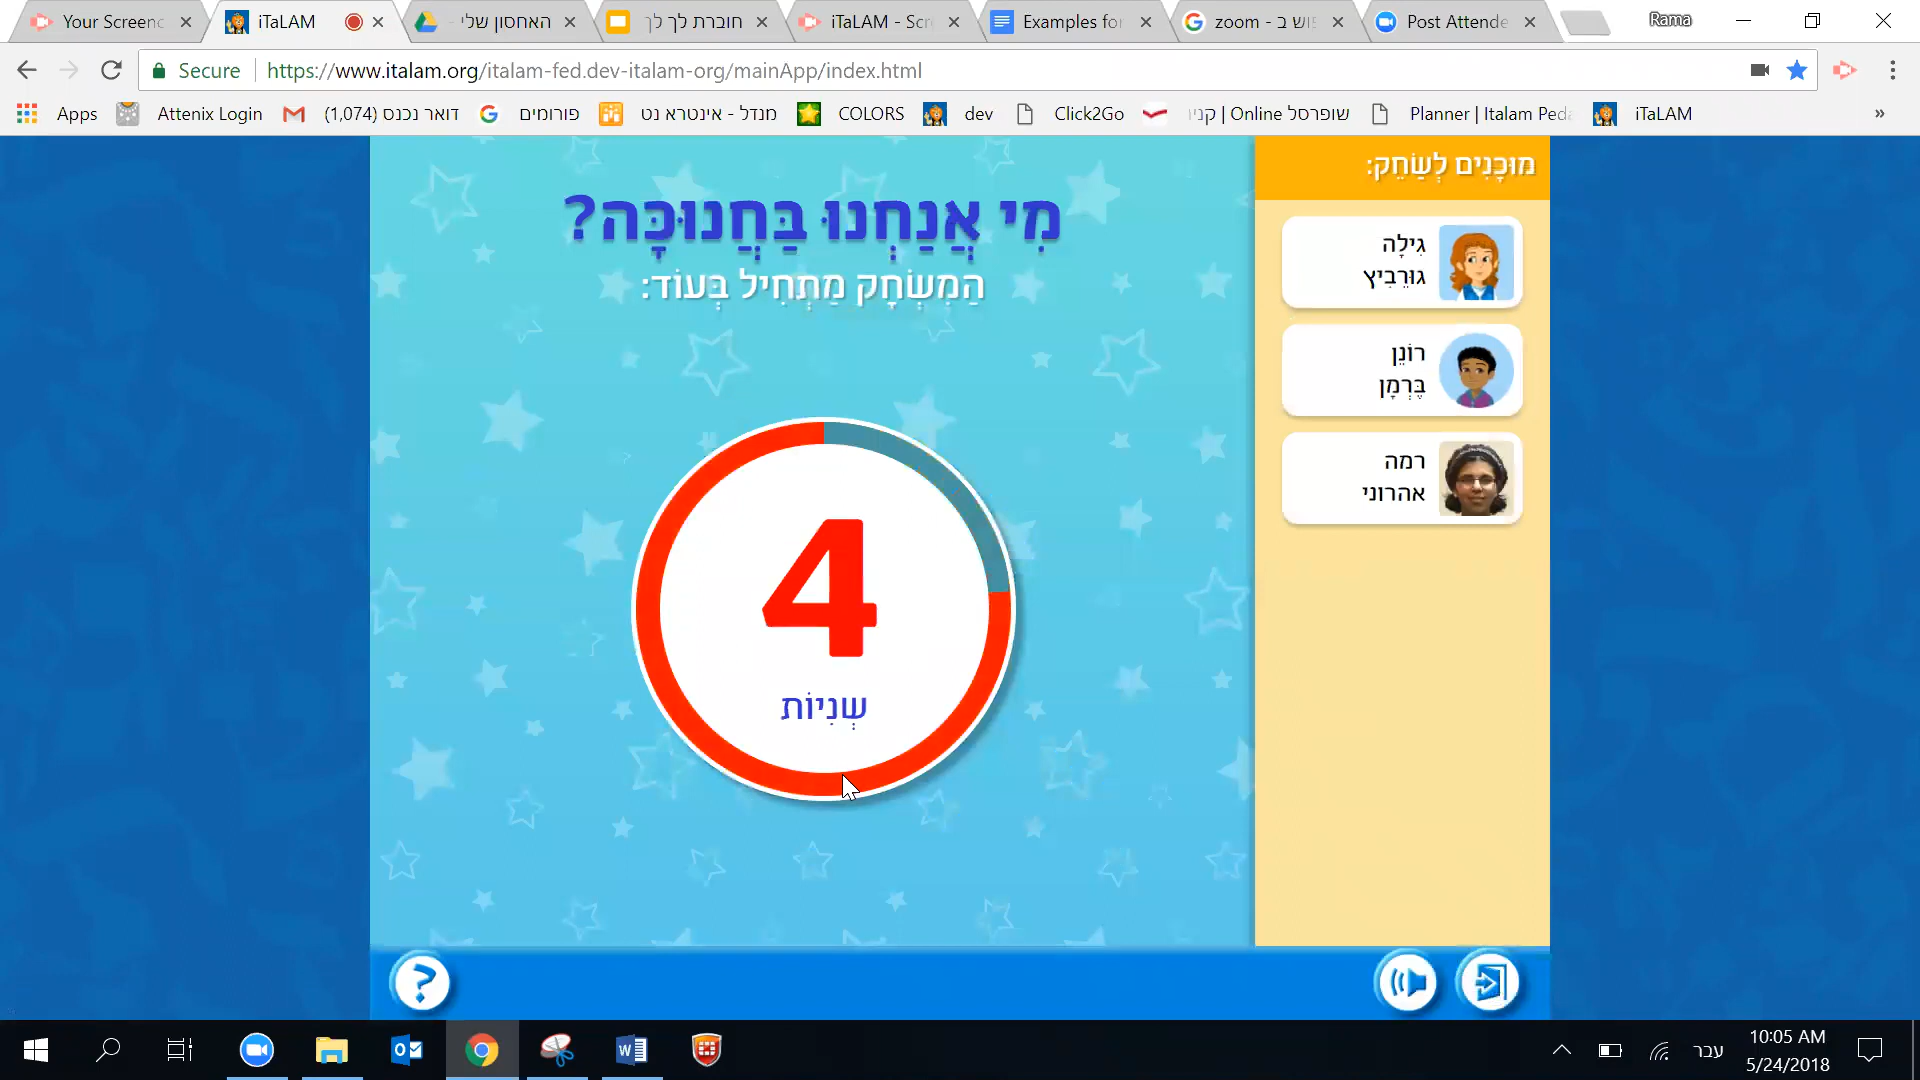 Your Screenc
iTaLAM
האחסון שלי -
חוברת לך לך
iTaLAM - Scr
Examples for
zoom - חיפוש ב
Post Attende
Rama
Secure
https://www.italam.org/italam-fed.dev-italam-org/mainApp/index.html
Apps
Attenix Login
דואר נכנס (1,074)
פורומים
מנדל - אינטרא נט
COLORS
dev
Click2Go
שופרסל Online | קניו
Planner | Italam Peda
iTaLAM
»
מִי אֲנַחְנוּ בַּחֲנוּכָּה?
הַמִּשְׂחָק מַתְחִיל בְּעוֹד:
4
שְׁנִיּוֹת
מוּכָנִים לְשַׂחֵק:
גִילָה
גוּרֵבִיץ
רוֹנֵן
בֶּרְמָן
רמה
אהרוני
?
עבר
10:05 AM
5/24/2018